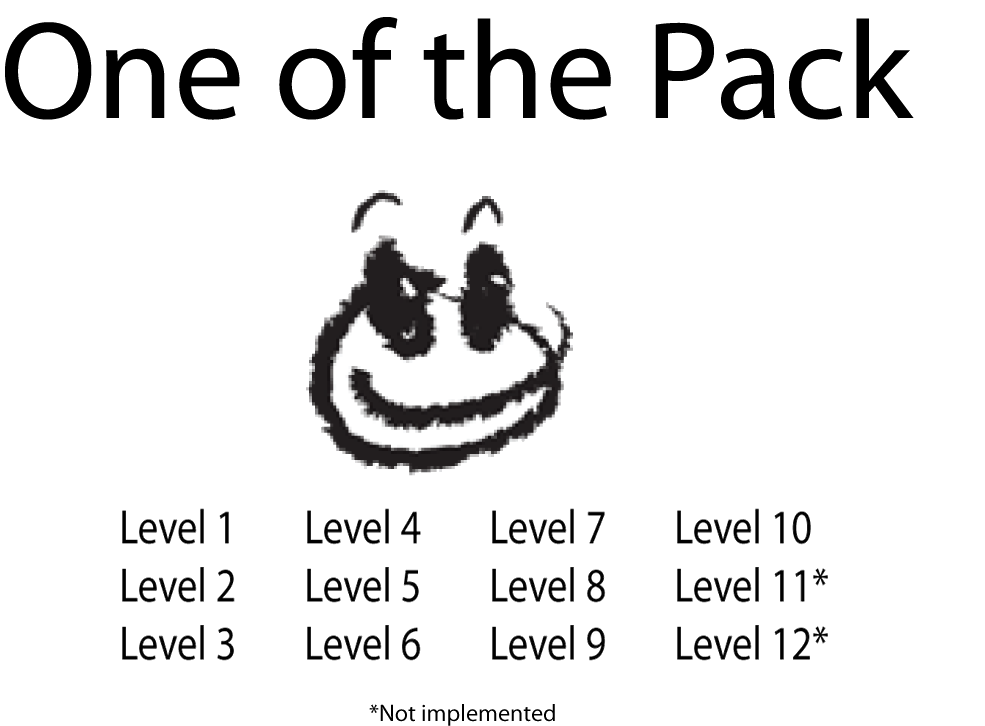 One of the Pack
Level 1 Level 4 Level 7 Level 10
Level 2 Level 5 Level 8 Level 11*
Level 3 Level 6 Level 9 Level 12*
*Not implemented